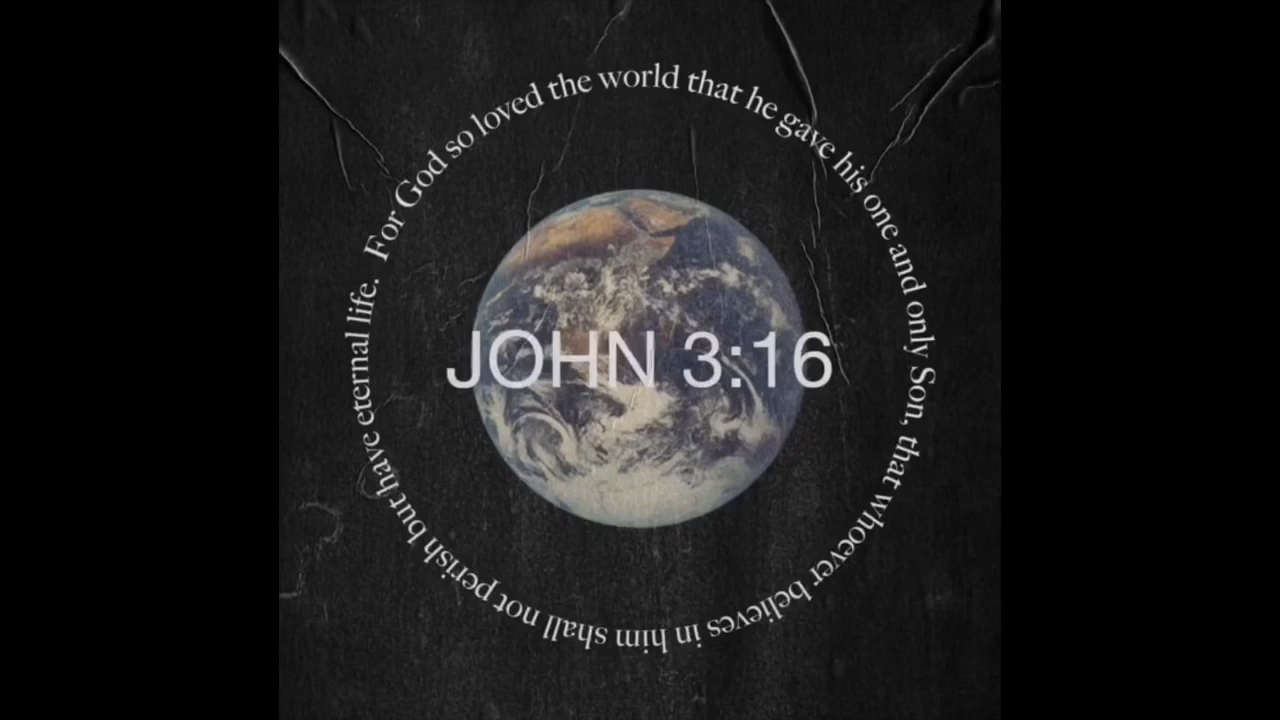 For God so loved the world that he gave his one and only Son, that whoever believes in him shall not perish but have eternal life.
JOHN 3:16